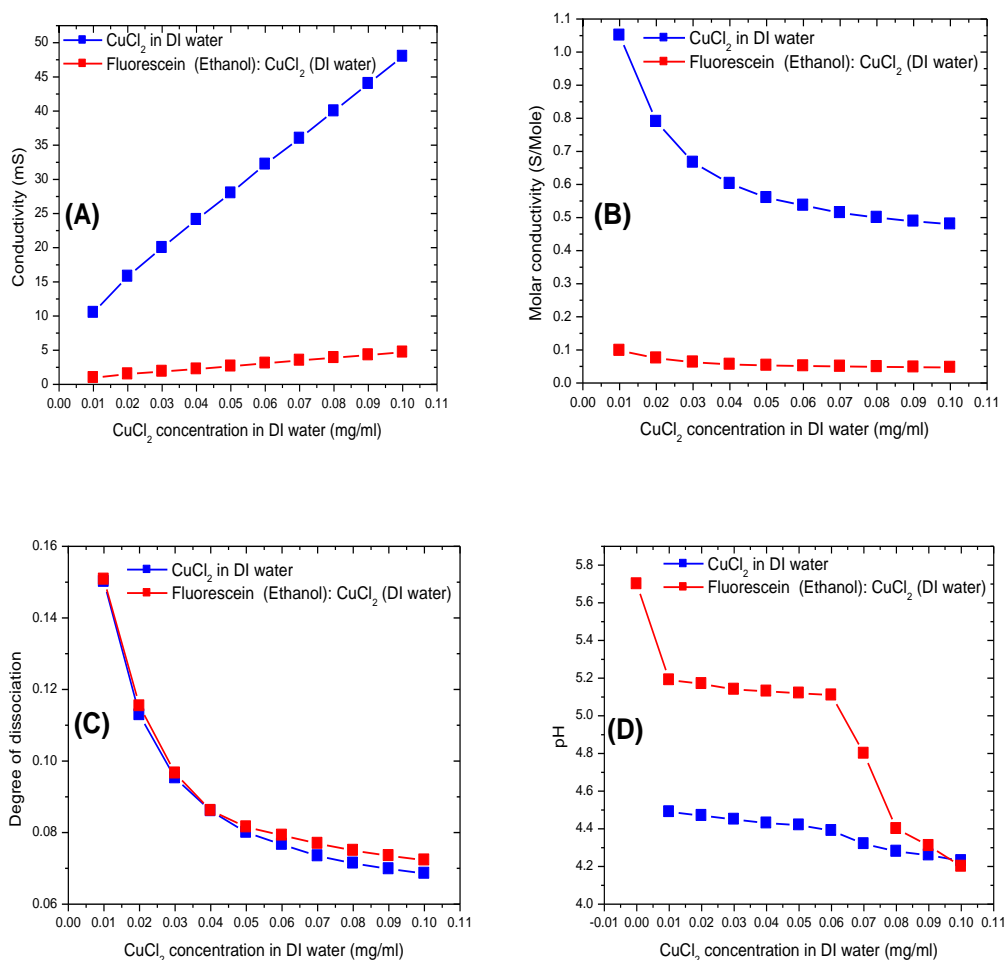 CuCl2 in DI water
Fluorescein (Ethanol): CuCl2 (DI water)
(A)
Conductivity (mS)
50
45
40
35
30
25
20
15
10
5
0
0.00 0.01 0.02 0.03 0.04 0.05 0.06 0.07 0.08 0.09 0.10 0.11
CuCl2 concentration in DI water (mg/ml)
CuCl2 in DI water
Fluorescein (Ethanol): CuCl2 (DI water)
(B)
Molar conductivity (S/Mole)
1.1
1.0
0.9
0.8
0.7
0.6
0.5
0.4
0.3
0.2
0.1
0.0
0.00 0.01 0.02 0.03 0.04 0.05 0.06 0.07 0.08 0.09 0.10 0.11
CuCl2 concentration in DI water (mg/ml)
CuCl2 in DI water
Fluorescein (Ethanol): CuCl2 (DI water)
(C)
Degree of dissociation
0.16
0.14
0.12
0.10
0.08
0.06
0.00 0.01 0.02 0.03 0.04 0.05 0.06 0.07 0.08 0.09 0.10 0.11
CuCl2 concentration in DI water (mg/ml)
CuCl2 in DI water
Fluorescein (Ethanol): CuCl2 (DI water)
(D)
pH
5.8
5.6
5.4
5.2
5.0
4.8
4.6
4.4
4.2
4.0
-0.01 0.00 0.01 0.02 0.03 0.04 0.05 0.06 0.07 0.08 0.09 0.10 0.11
CuCl2 concentration in DI water (mg/ml)